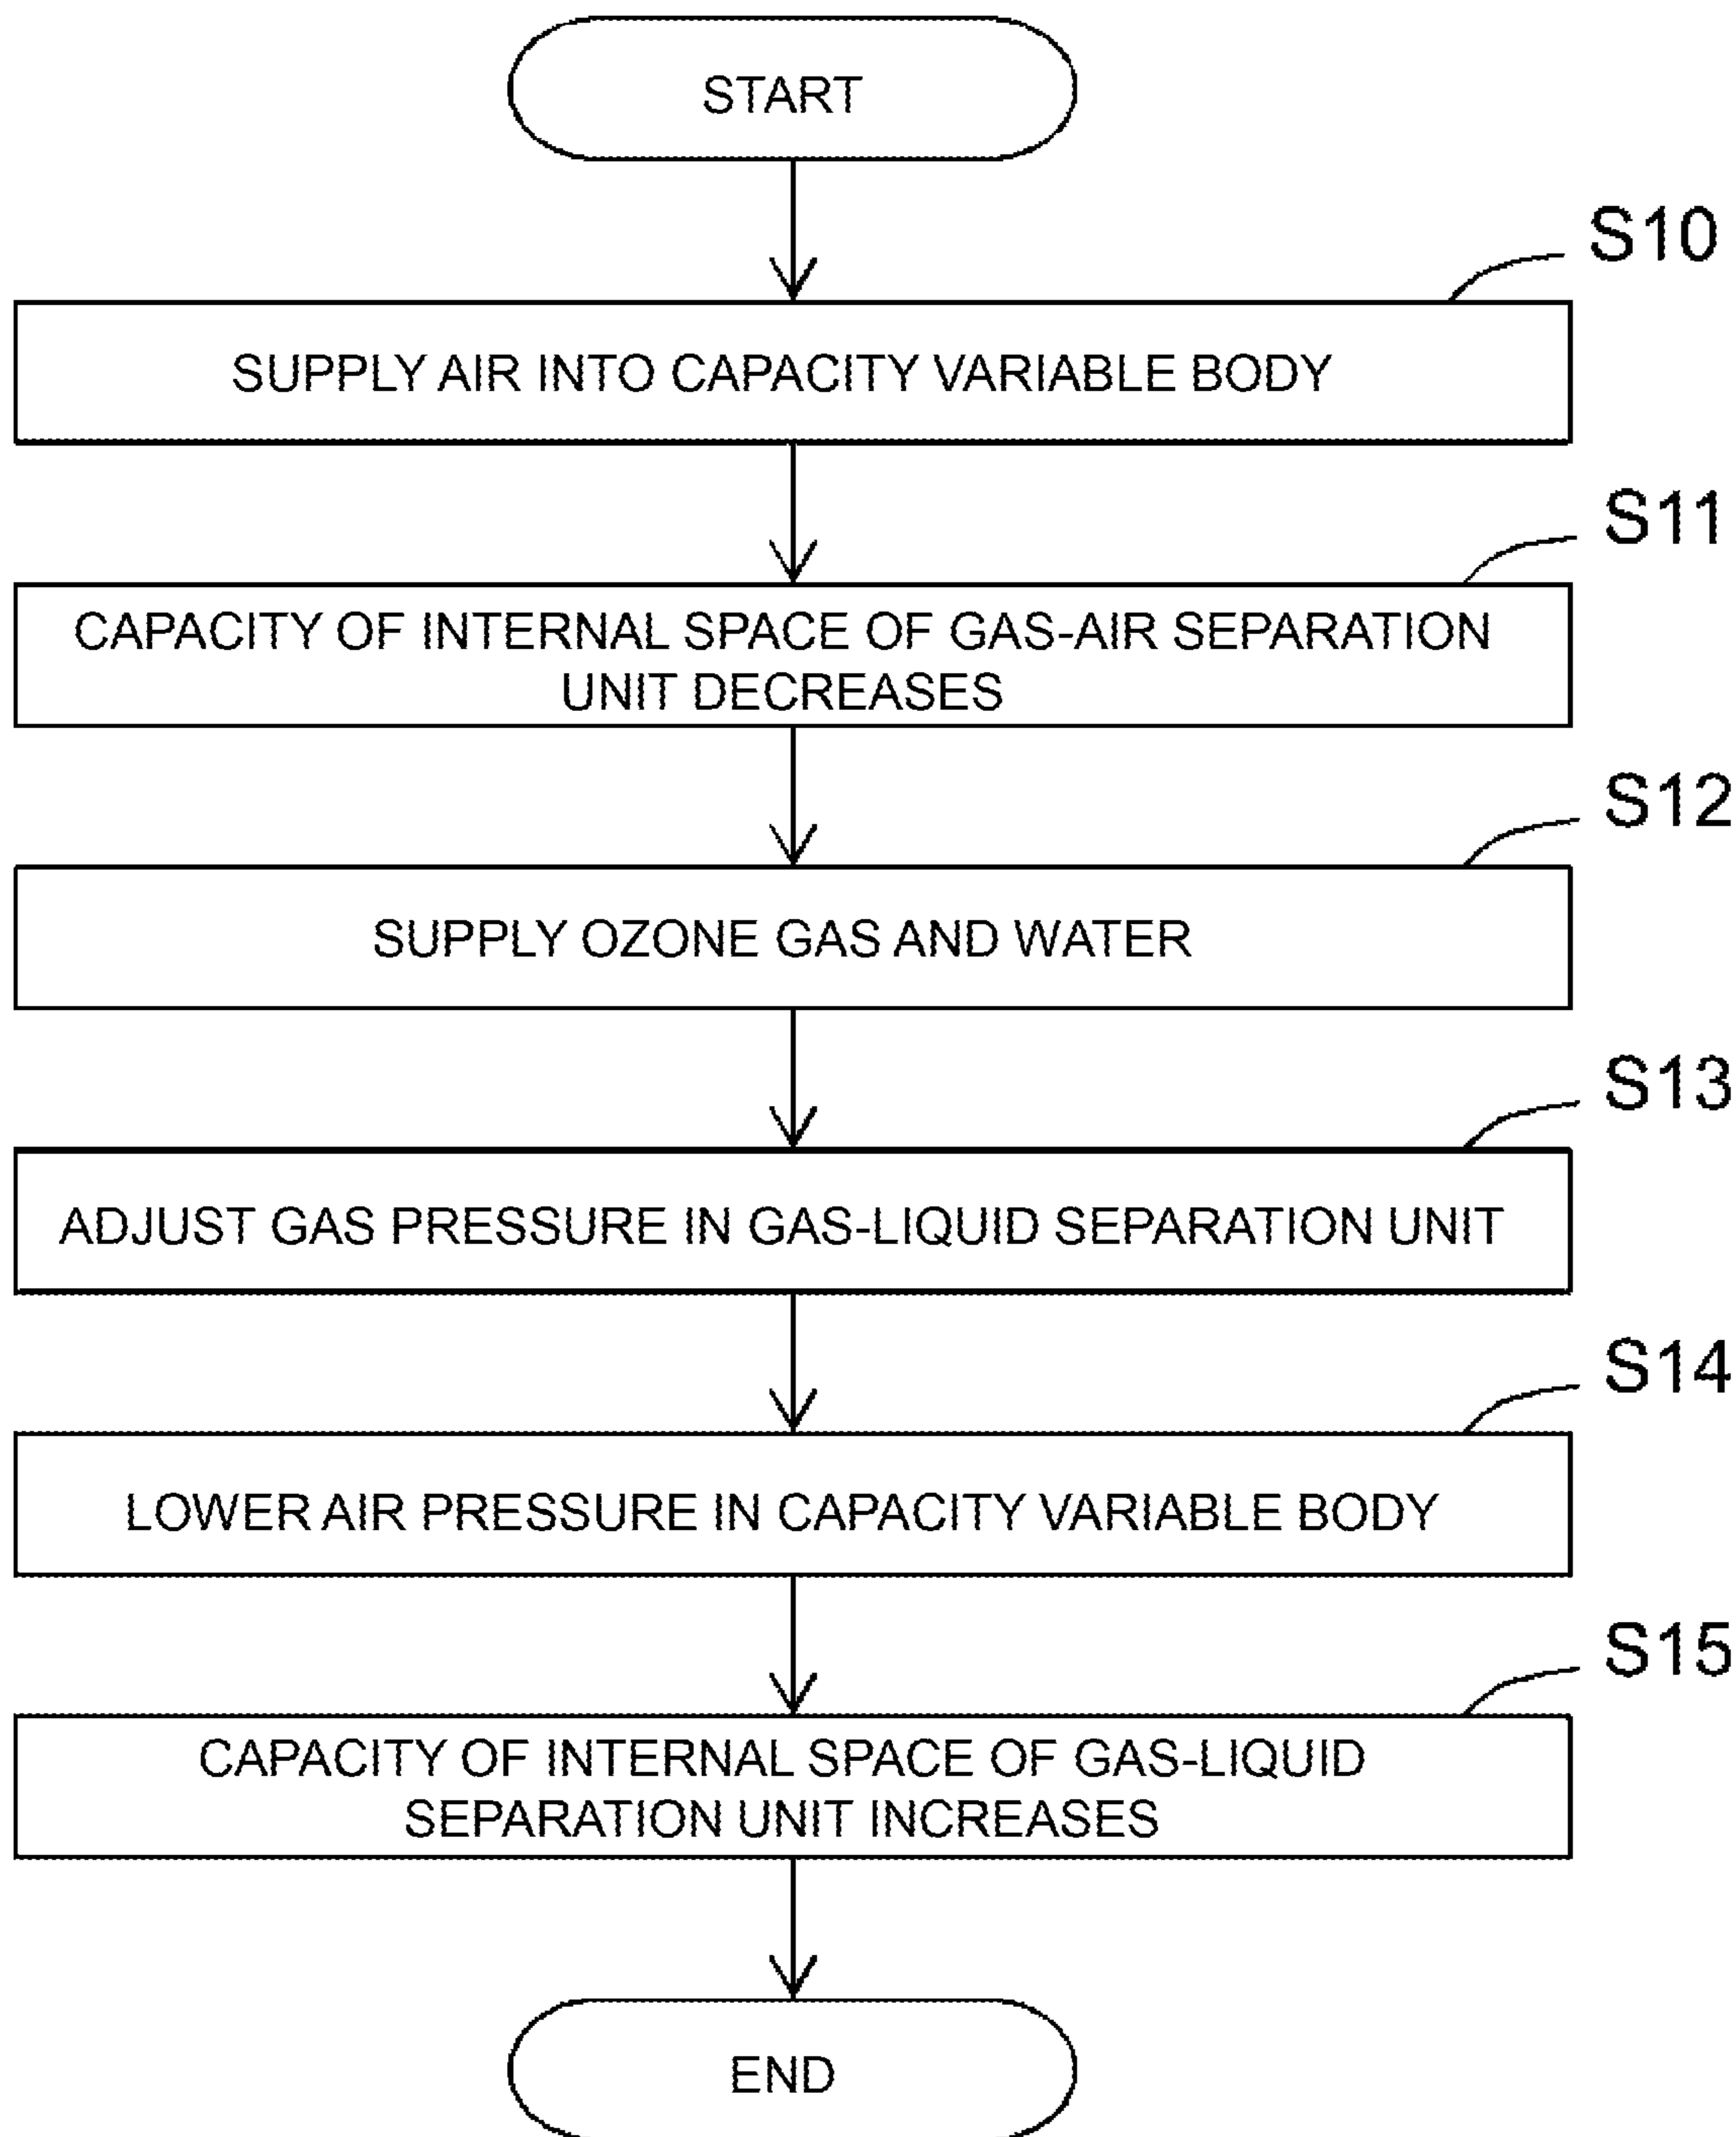 START
S10
SUPPLY AIR INTO CAPACITY VARIABLE BODY
S11
CAPACITY OF INTERNAL SPACE OF GAS-AIR SEPARATION
UNIT DECREASES
S12
SUPPLY OZONE GAS AND WATER
S13
ADJUST GAS PRESSURE IN GAS-LIQUID SEPARATION UNIT
S14
LOWER AIR PRESSURE IN CAPACITY VARIABLE BODY
S15
CAPACITY OF INTERNAL SPACE OF GAS-LIQUID
SEPARATION UNIT INCREASES
END